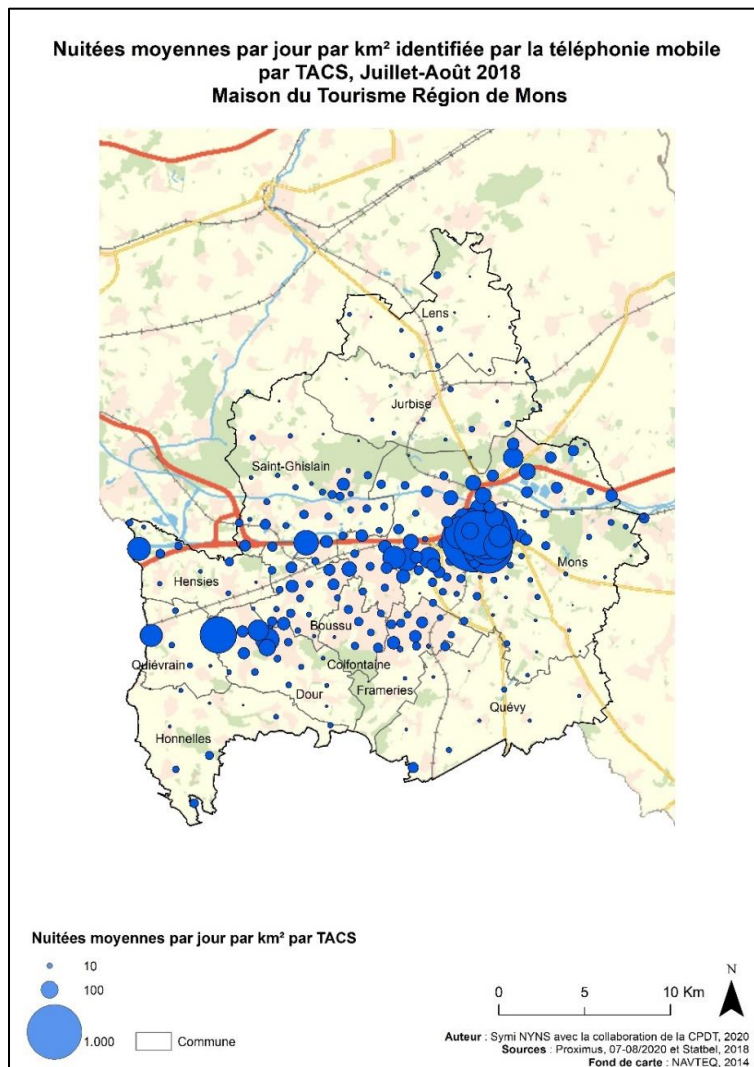 Nuitées moyennes par jour par km² identifiée par la téléphonie mobile
par TACS, Juillet-Août 2018
Maison du Tourisme Région de Mons
Lens
Jurbise
Saint-Ghislain
Mons
Hensies
Boussu
Quiévrain
Colfontaine
Dour
Frameries
Quévy
Honnelles
Nuitées moyennes par jour par km² par TACS
10
100
1.000
Commune
0 5 10 Km
N
Auteur : Symi NYNS avec la collaboration de la CPDT, 2020
Sources : Proximus, 07-08/2020 et Statbel, 2018
Fond de carte : NAVTEQ, 2014